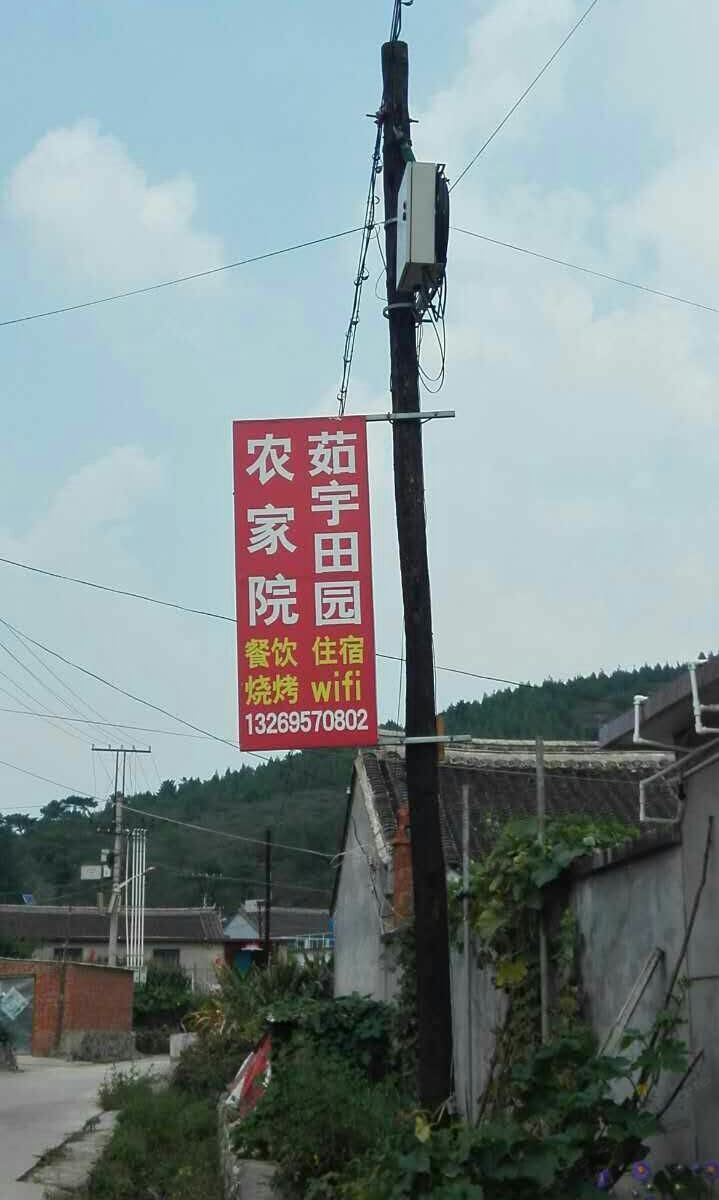 茹宇田园
农家院
餐饮 住宿
烧烤 wifi
13269570802